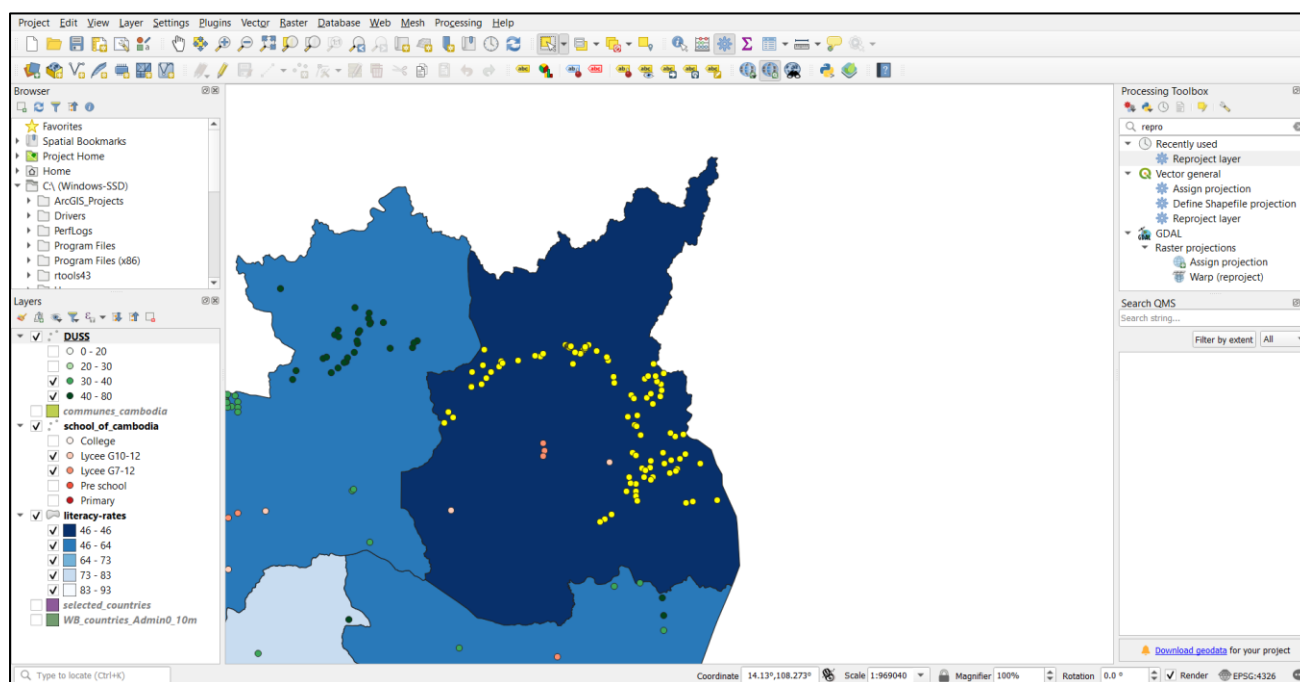 Project Edit View Layer Settings Plugins Vector Raster Database Web Mesh Processing Help
Browser
Favorites
Spatial Bookmarks
Project Home
Home
C:\ (Windows-SSD)
ArcGIS_Projects
Drivers
PerfLogs
Program Files
Program Files (x86)
rtools43
Layers
DUSS
0 - 20
20 - 30
30 - 40
40 - 80
communes_cambodia
school_of_cambodia
College
Lycee G10-12
Lycee G7-12
Pre school
Primary
literacy-rates
46 - 46
46 - 64
64 - 73
73 - 83
83 - 93
selected_countries
WB_countries_Admin0_10m
Processing Toolbox
repro
Recently used
Reproject layer
Vector general
Assign projection
Define Shapefile projection
Reproject layer
GDAL
Raster projections
Assign projection
Warp (reproject)
Search QMS
Search string...
Filter by extent All
Download geodata for your project
Type to locate (Ctrl+K) Coordinate 14.13°,108.273° Scale 1:969040 Magnifier 100% Rotation 0.0 ° Render EPSG:4326